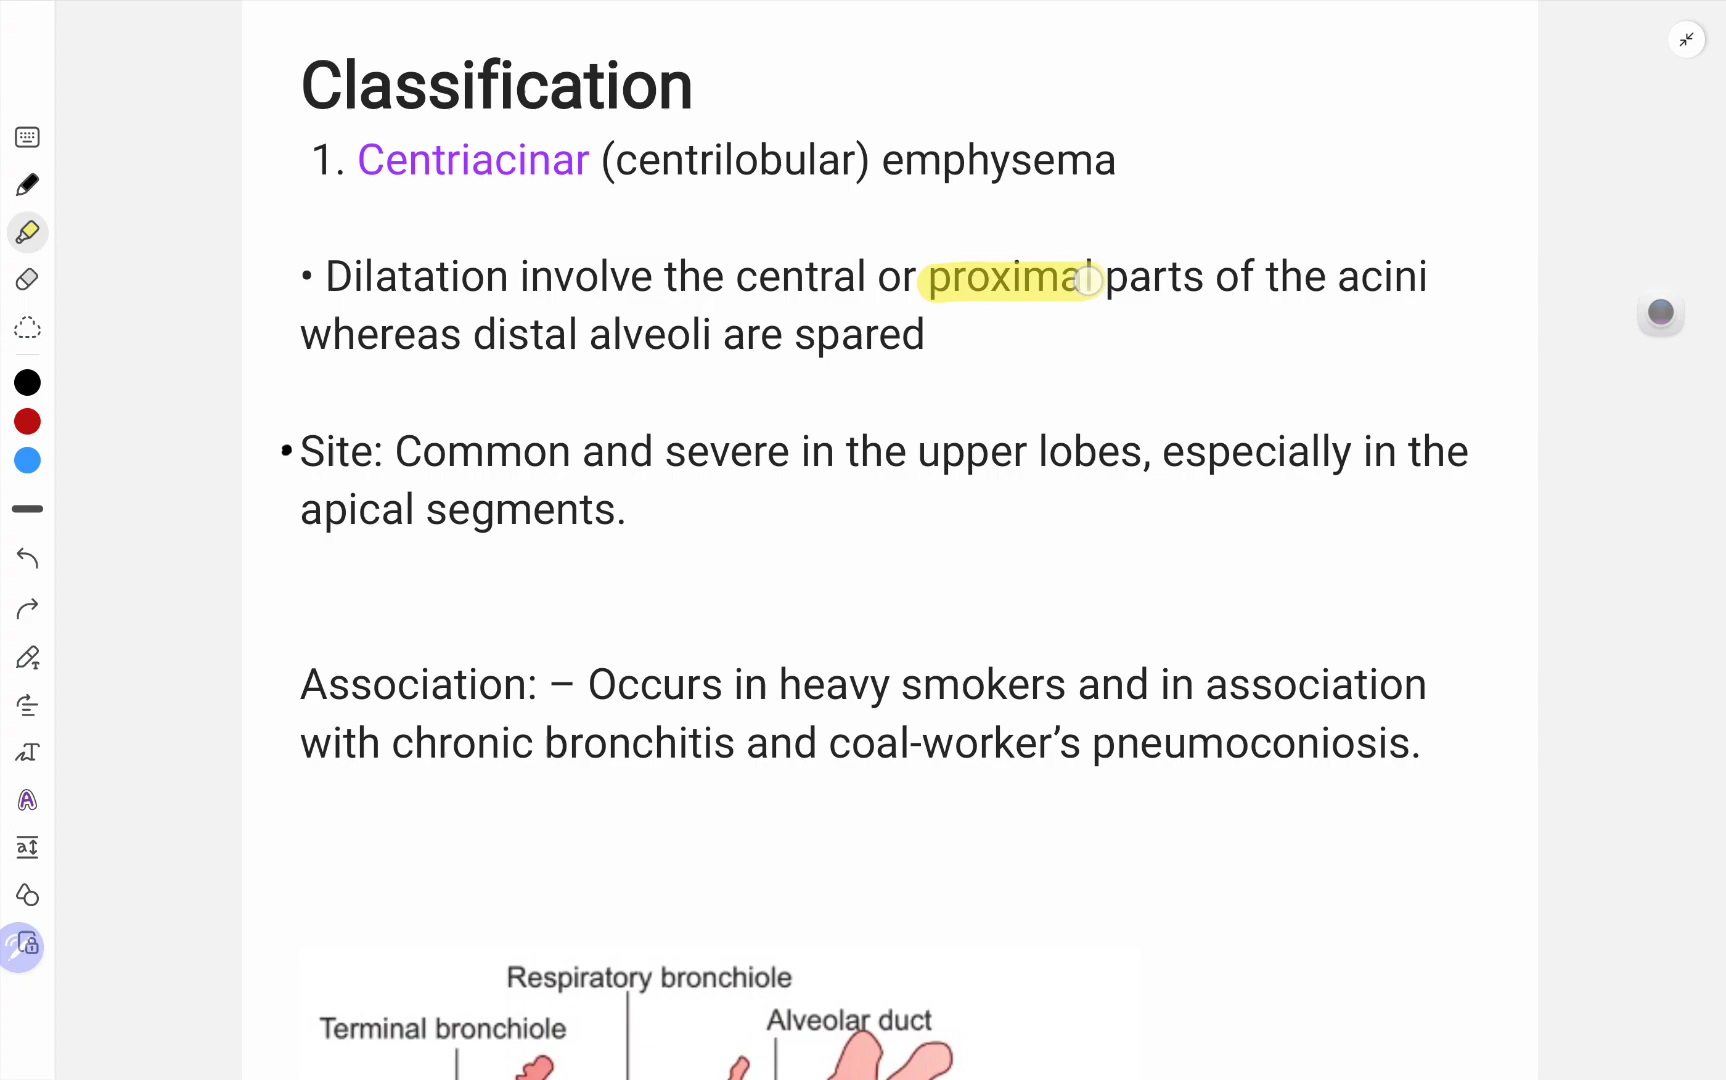 Classification
1. Centriacinar (centrilobular) emphysema
• Dilatation involve the central or proximal parts of the acini
whereas distal alveoli are spared
• Site: Common and severe in the upper lobes, especially in the
apical segments.
Association: – Occurs in heavy smokers and in association
with chronic bronchitis and coal-worker’s pneumoconiosis.
Respiratory bronchiole
Terminal bronchiole
Alveolar duct